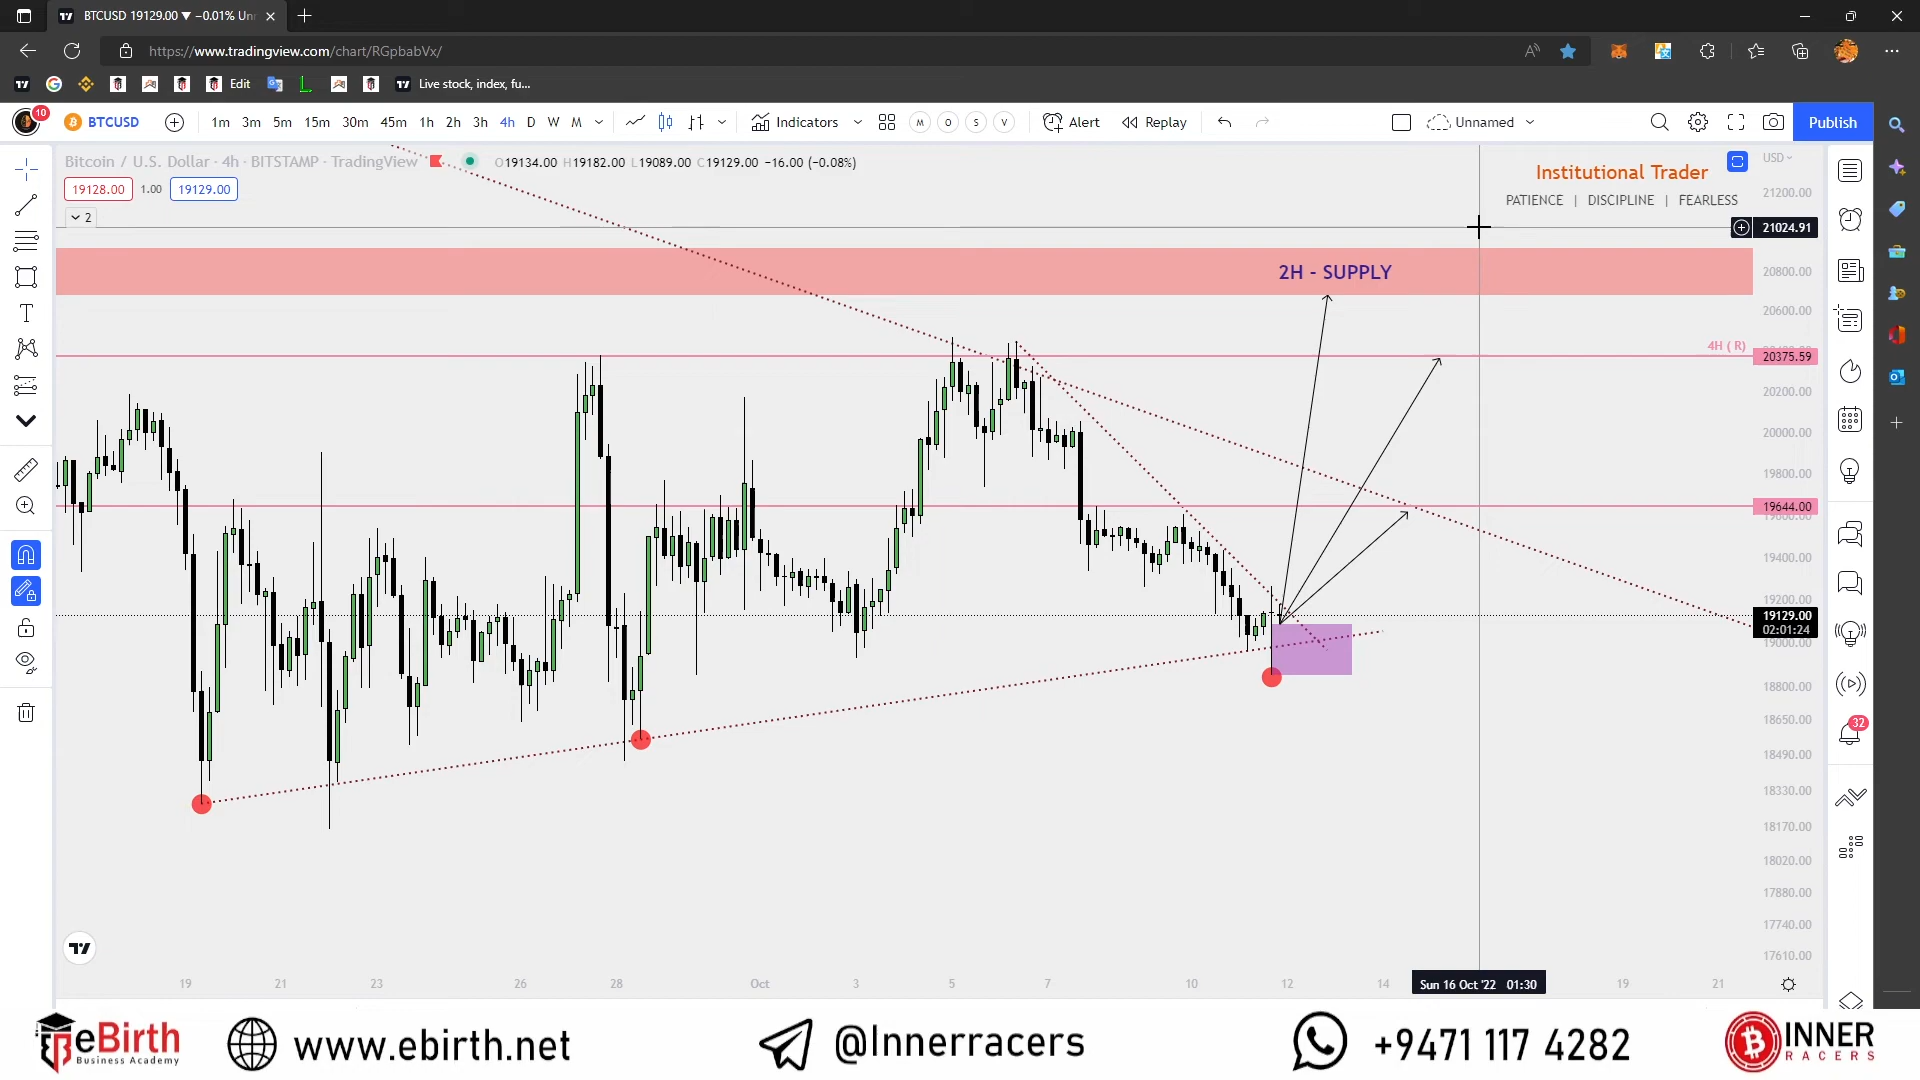 BTCUSD 19129.00 ▼ −0.01% Un
https://www.tradingview.com/chart/RGpbabVx/
Edit
Live stock, index, fu...
10
BTCUSD
1m 3m 5m 15m 30m 45m 1h 2h 3h 4h D W M
Indicators
M O S V
Alert
Replay
Unnamed
Publish
Bitcoin / U.S. Dollar · 4h · BITSTAMP · TradingView
O19134.00 H19182.00 L19089.00 C19129.00 −16.00 (−0.08%)
19128.00 1.00 19129.00
2
Institutional Trader
PATIENCE | DISCIPLINE | FEARLESS
USD
21200.00
21024.91
20800.00
2H - SUPPLY
20600.00
4H ( R)
20375.59
20200.00
20000.00
19800.00
19644.00
19600.00
19400.00
19200.00
19129.00
02:01:24
19000.00
18800.00
18650.00
18490.00
18330.00
18170.00
18020.00
17880.00
17740.00
17610.00
32
19 21 23 26 28 Oct 3 5 7 10 12 14 Sun 16 Oct '22 01:30 19 21
eBirth
Business Academy
www.ebirth.net
@Innerracers
+9471 117 4282
INNER
RACERS